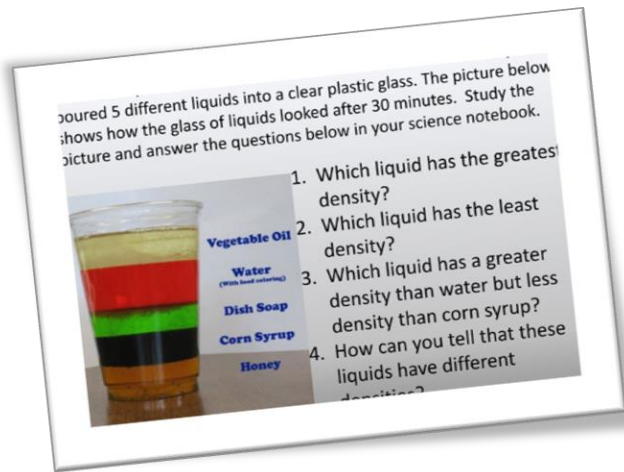 poured 5 different liquids into a clear plastic glass. The picture below
shows how the glass of liquids looked after 30 minutes. Study the
picture and answer the questions below in your science notebook.
1. Which liquid has the greatest
density?
2. Which liquid has the least
density?
3. Which liquid has a greater
density than water but less
density than corn syrup?
4. How can you tell that these
liquids have different
densities?
Vegetable Oil
Water
(With food coloring)
Dish Soap
Corn Syrup
Honey